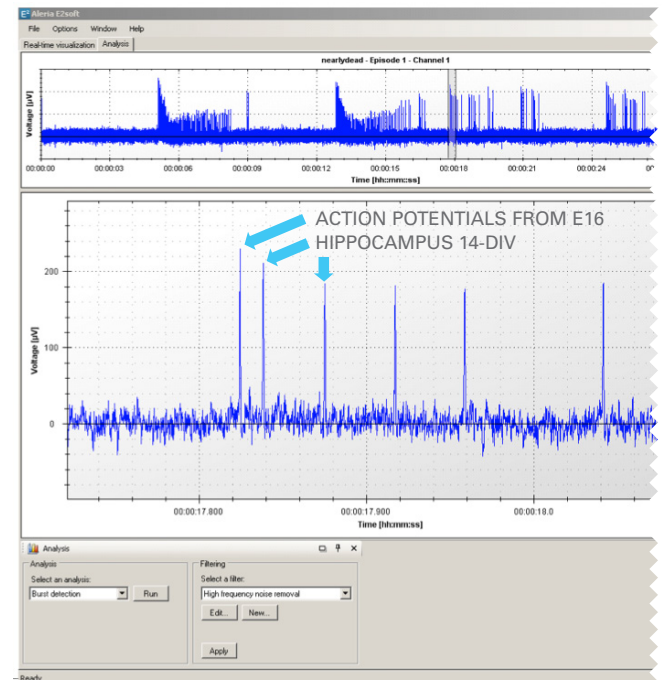 E² Aleria E2soft
File Options Window Help
Real-time visualization Analysis
nearlydead - Episode 1 - Channel 1
Voltage [µV]
00:00:00 00:00:03 00:00:06 00:00:09 00:00:12 00:00:15 00:00:18 00:00:21 00:00:24
Time [hh:mm:ss]
ACTION POTENTIALS FROM E16
HIPPOCAMPUS 14-DIV
200
100
0
Voltage [µV]
00:00:17.800 00:00:17.900 00:00:18.0
Time [hh:mm:ss]
Analysis
Analysis Filtering
Select an analysis: Select a filter:
Burst detection Run High frequency noise removal
Edit... New...
Apply
Ready